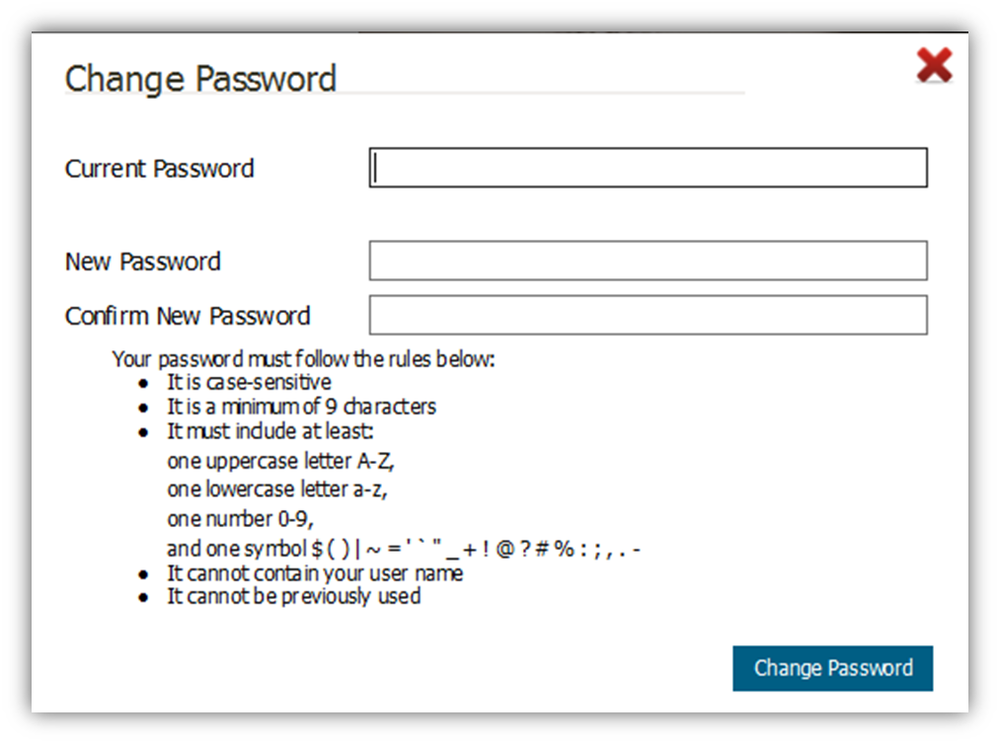 Change Password
Current Password
New Password
Confirm New Password
Your password must follow the rules below:
● It is case-sensitive
● It is a minimum of 9 characters
● It must include at least:
one uppercase letter A-Z,
one lowercase letter a-z,
one number 0-9,
and one symbol $ ( ) | ~ = ' ` " _ + ! @ ? # % : ; , . -
● It cannot contain your user name
● It cannot be previously used
Change Password